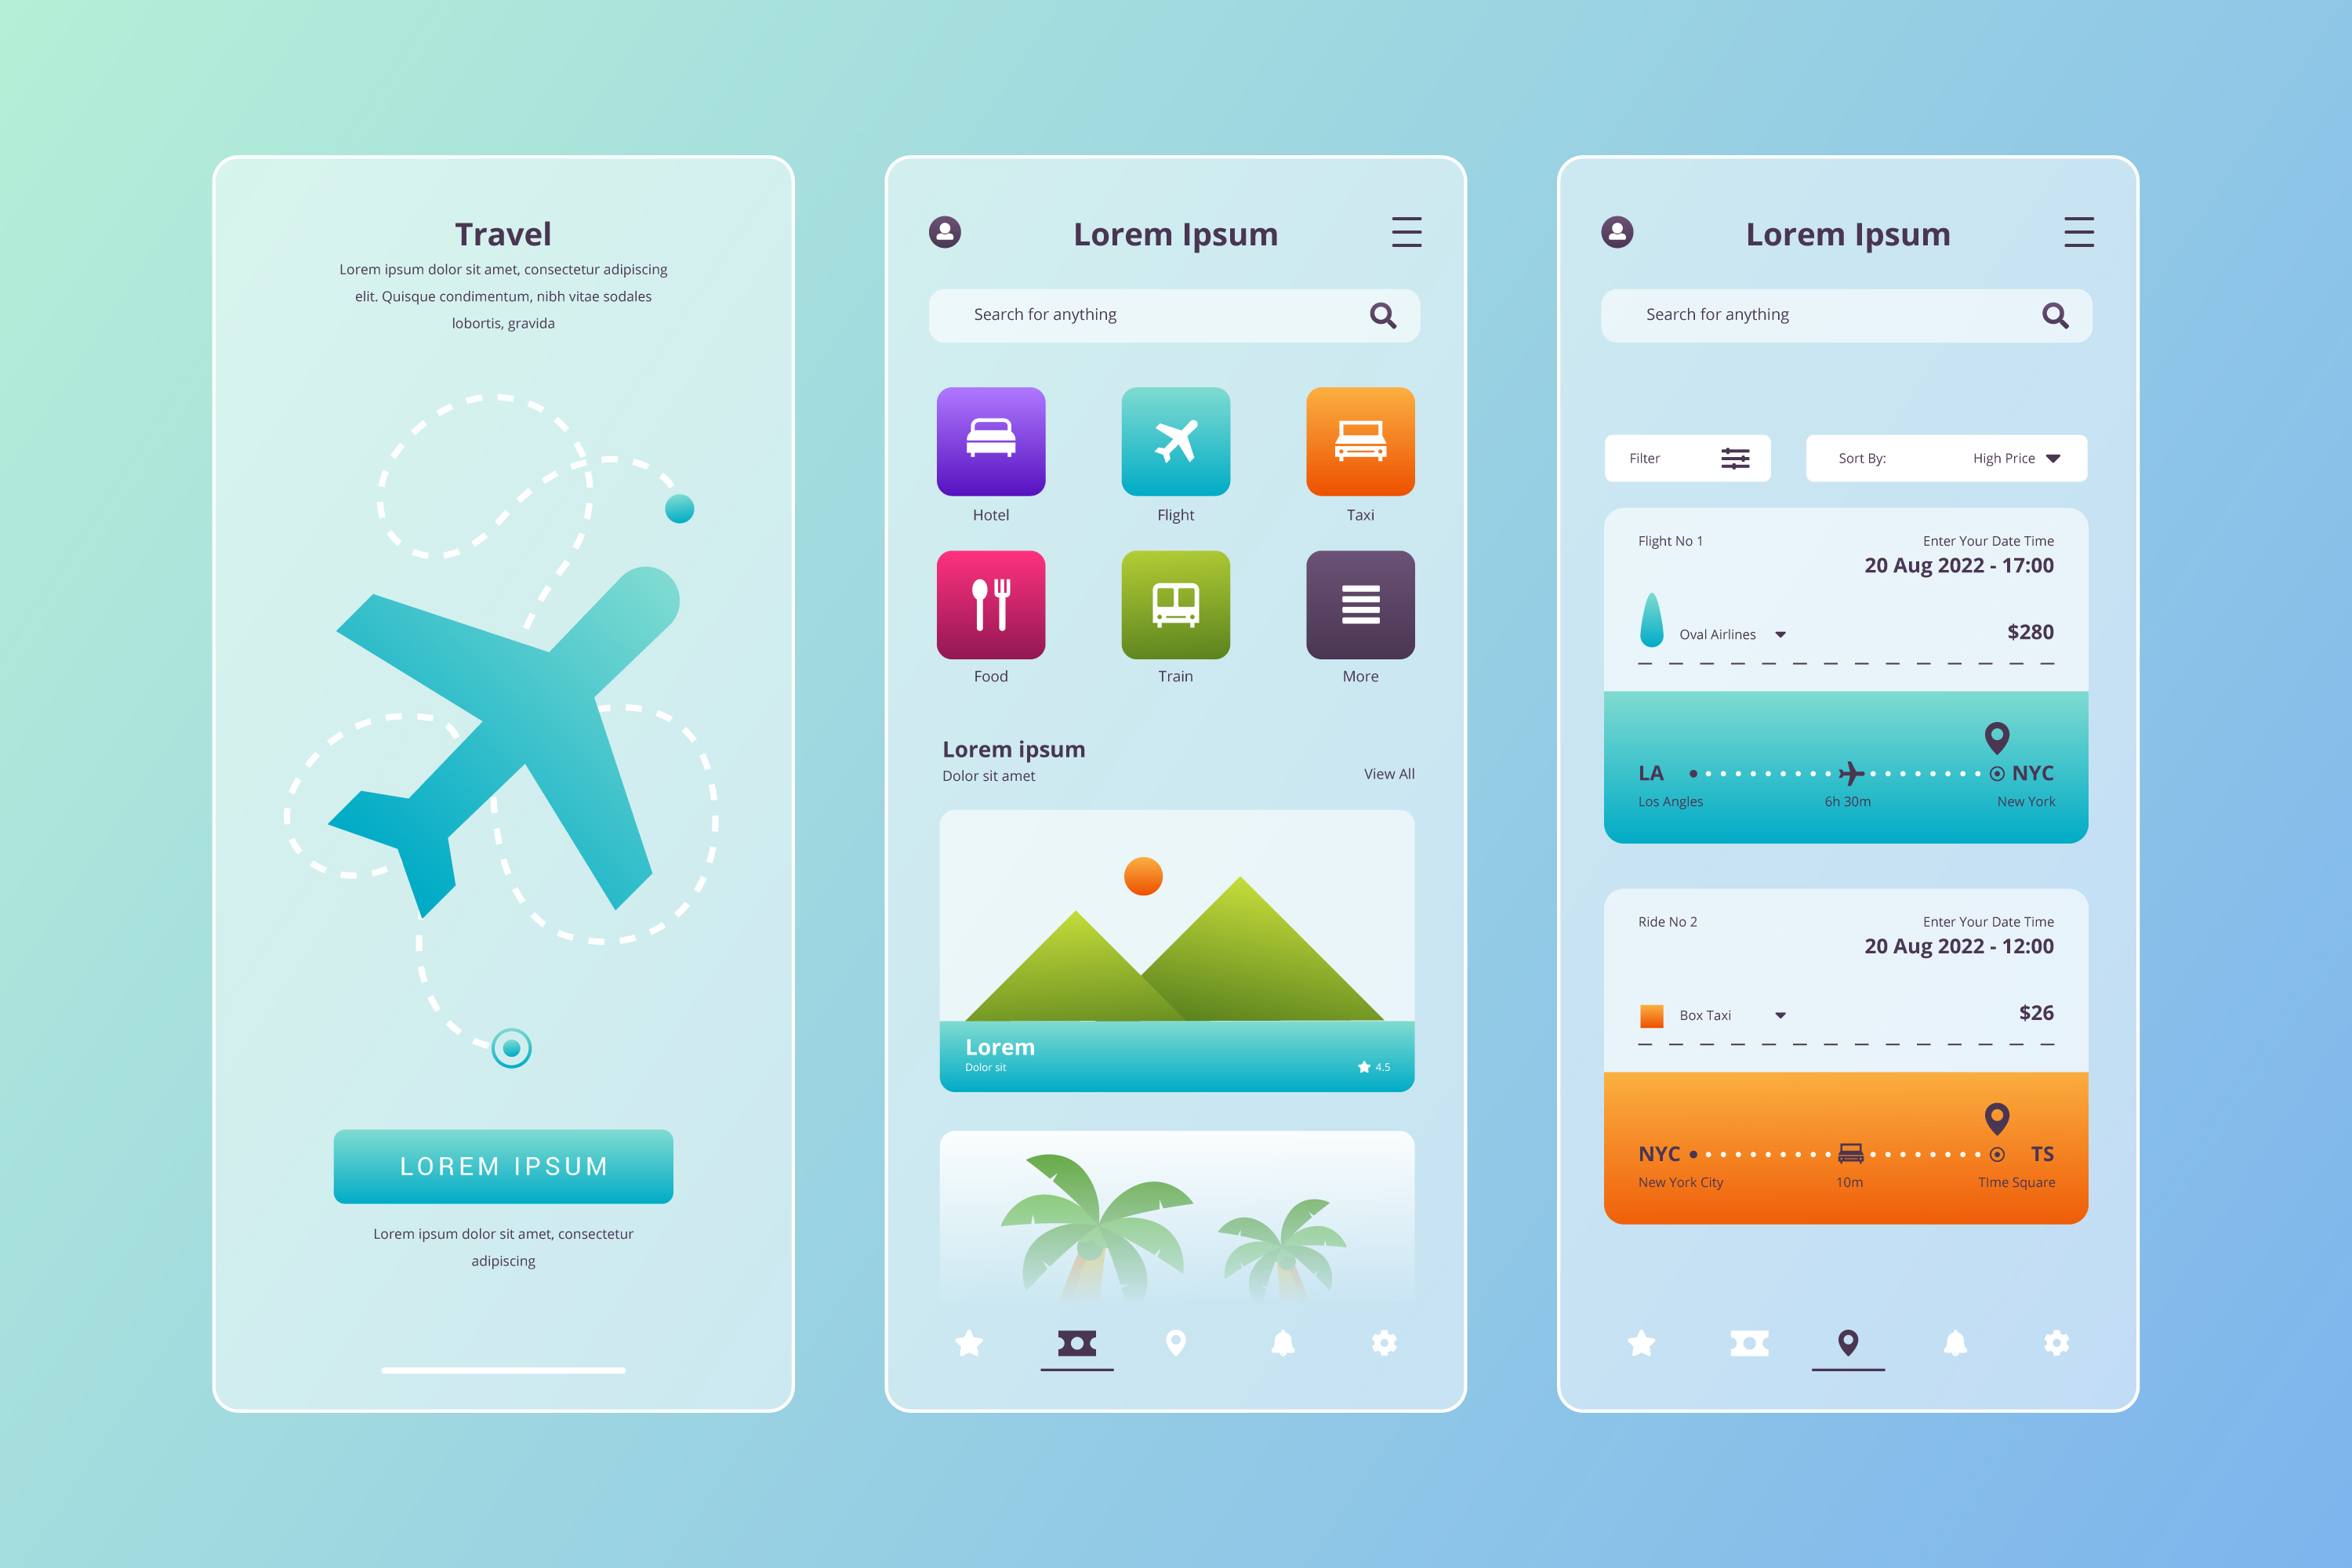 Travel
Lorem ipsum dolor sit amet, consectetur adipiscing
elit. Quisque condimentum, nibh vitae sodales
lobortis, gravida
LOREM IPSUM
Lorem ipsum dolor sit amet, consectetur
adipiscing
Lorem Ipsum
Search for anything
Hotel Flight Taxi
Food Train More
Lorem ipsum
Dolor sit amet View All
Lorem
Dolor sit 4.5
Lorem Ipsum
Search for anything
Filter Sort By: High Price
Flight No 1 Enter Your Date Time
20 Aug 2022 - 17:00
Oval Airlines $280
LA NYC
Los Angles 6h 30m New York
Ride No 2 Enter Your Date Time
20 Aug 2022 - 12:00
Box Taxi $26
NYC TS
New York City 10m TIme Square